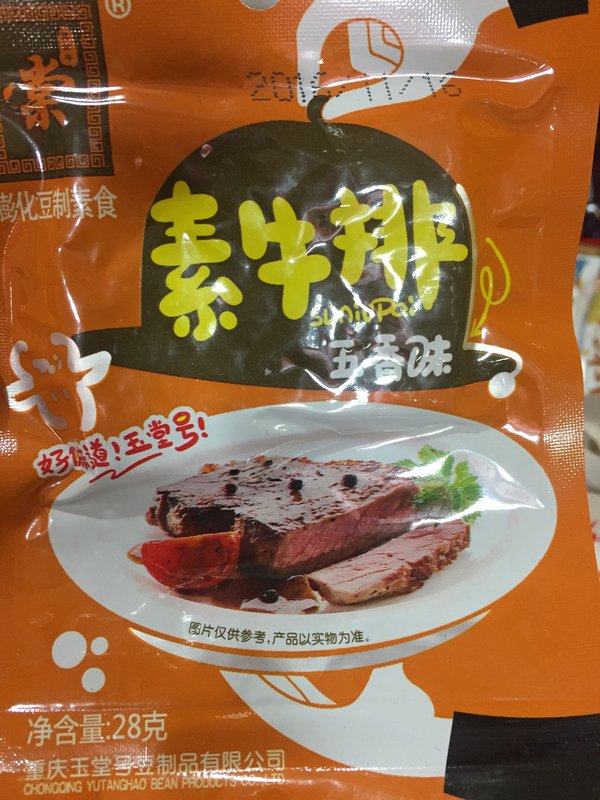 ®
2016/11/16
棠
膨化豆制素食
素牛排
SUNiUPai
五香味
好味道!玉堂号!
图片仅供参考,产品以实物为准。
净含量:28克
重庆玉堂号豆制品有限公司
CHONGQING YUTANGHAO BEAN PRODUCTS CO.,LTD